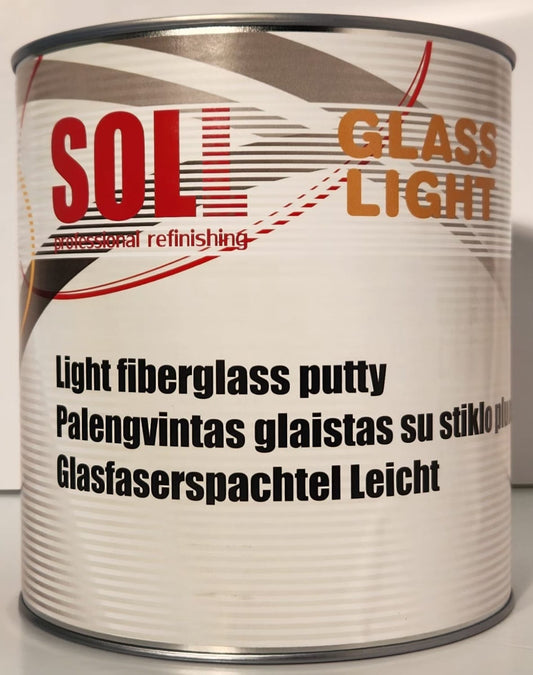 SOLL
GLASS
LIGHT
professional refinishing
Light fiberglass putty
Palengvintas glaistas su stiklo
Glasfaserspachtel Leicht